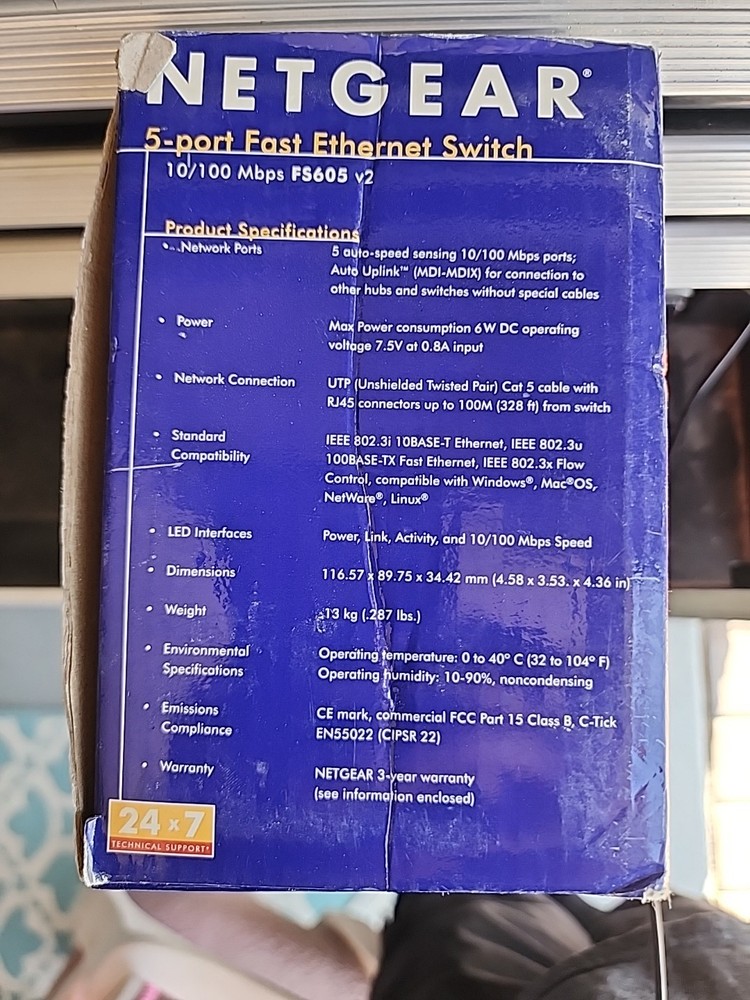 NETGEAR®
5-port Fast Ethernet Switch
10/100 Mbps FS605 v2
Product Specifications
• Network Ports 5 auto-speed sensing 10/100 Mbps ports;
Auto Uplink™ (MDI-MDIX) for connection to
other hubs and switches without special cables
• Power Max Power consumption 6W DC operating
voltage 7.5V at 0.8A input
• Network Connection UTP (Unshielded Twisted Pair) Cat 5 cable with
RJ45 connectors up to 100M (328 ft) from switch
• Standard IEEE 802.3i 10BASE-T Ethernet, IEEE 802.3u
Compatibility 100BASE-TX Fast Ethernet, IEEE 802.3x Flow
Control, compatible with Windows®, Mac®OS,
NetWare®, Linux®
• LED Interfaces Power, Link, Activity, and 10/100 Mbps Speed
• Dimensions 116.57 x 89.75 x 34.42 mm (4.58 x 3.53. x 4.36 in)
• Weight .13 kg (.287 lbs.)
• Environmental Operating temperature: 0 to 40º C (32 to 104º F)
Specifications Operating humidity: 10-90%, noncondensing
• Emissions CE mark, commercial FCC Part 15 Class B, C-Tick
Compliance EN55022 (CIPSR 22)
• Warranty NETGEAR 3-year warranty
(see information enclosed)
24 x 7
TECHNICAL SUPPORT*